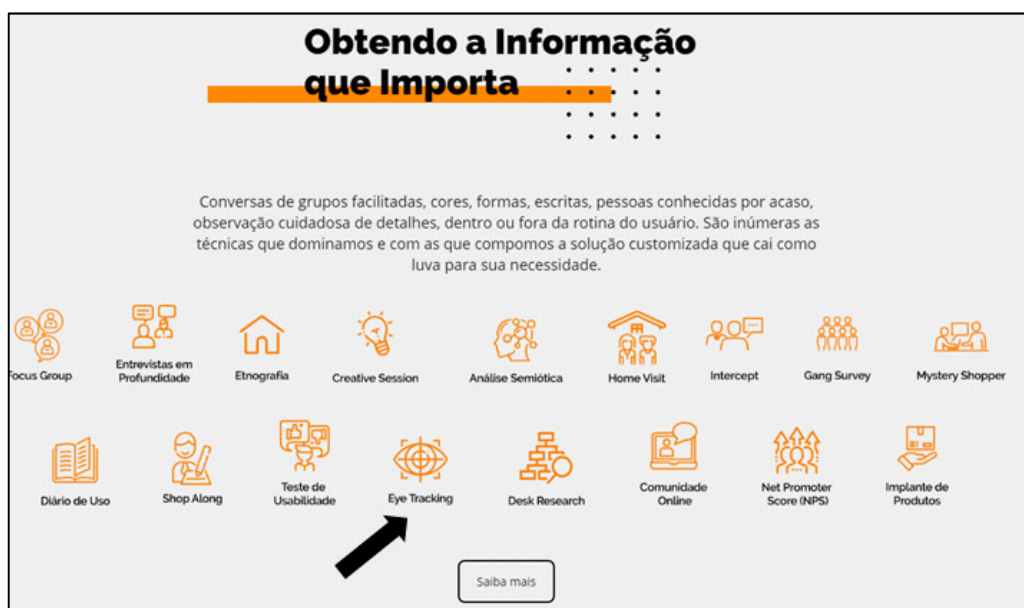 Obtendo a Informação
que Importa
Conversas de grupos facilitadas, cores, formas, escritas, pessoas conhecidas por acaso,
observação cuidadosa de detalhes, dentro ou fora da rotina do usuário. São inúmeras as
técnicas que dominamos e com as que compomos a solução customizada que cai como
luva para sua necessidade.
Focus Group
Entrevistas em
Profundidade
Etnografia
Creative Session
Análise Semiótica
Home Visit
Intercept
Gang Survey
Mystery Shopper
Diário de Uso
Shop Along
Teste de
Usabilidade
Eye Tracking
Desk Research
Comunidade
Online
Net Promoter
Score (NPS)
Implante de
Produtos
Saiba mais